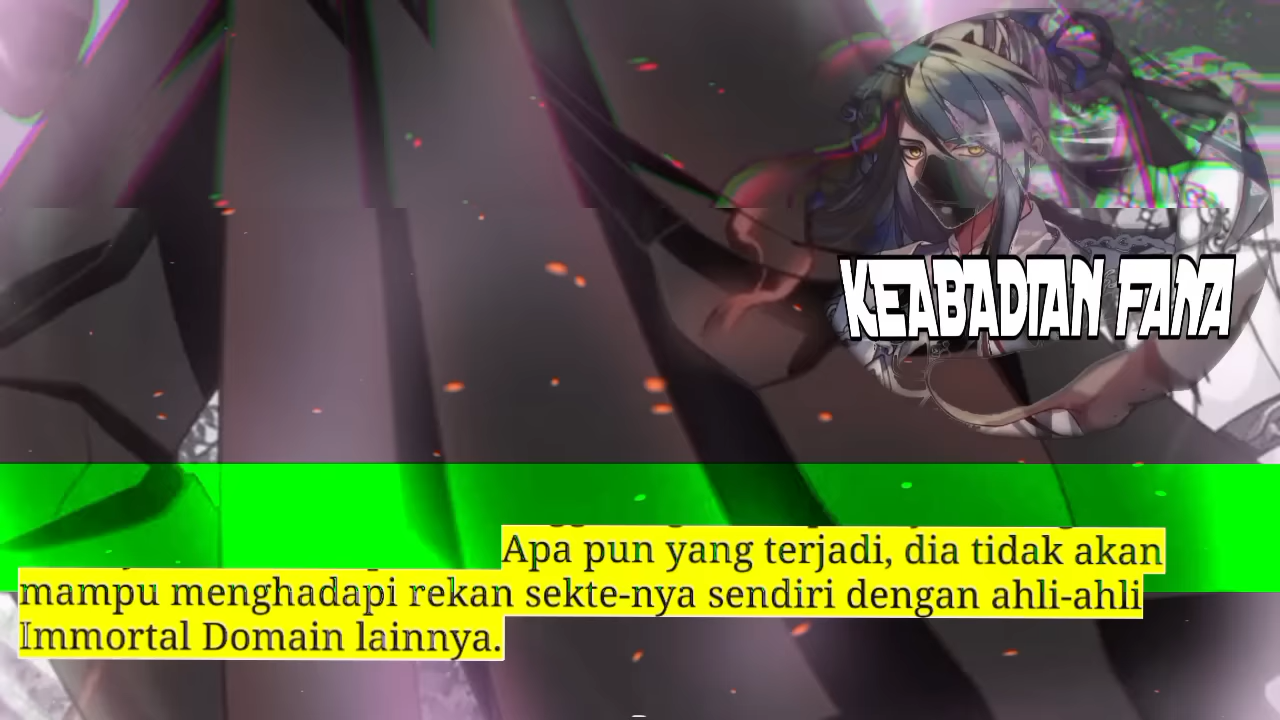 KEABADIAN FANA
Apa pun yang terjadi, dia tidak akan
mampu menghadapi rekan sekte-nya sendiri dengan ahli-ahli
Immortal Domain lainnya.